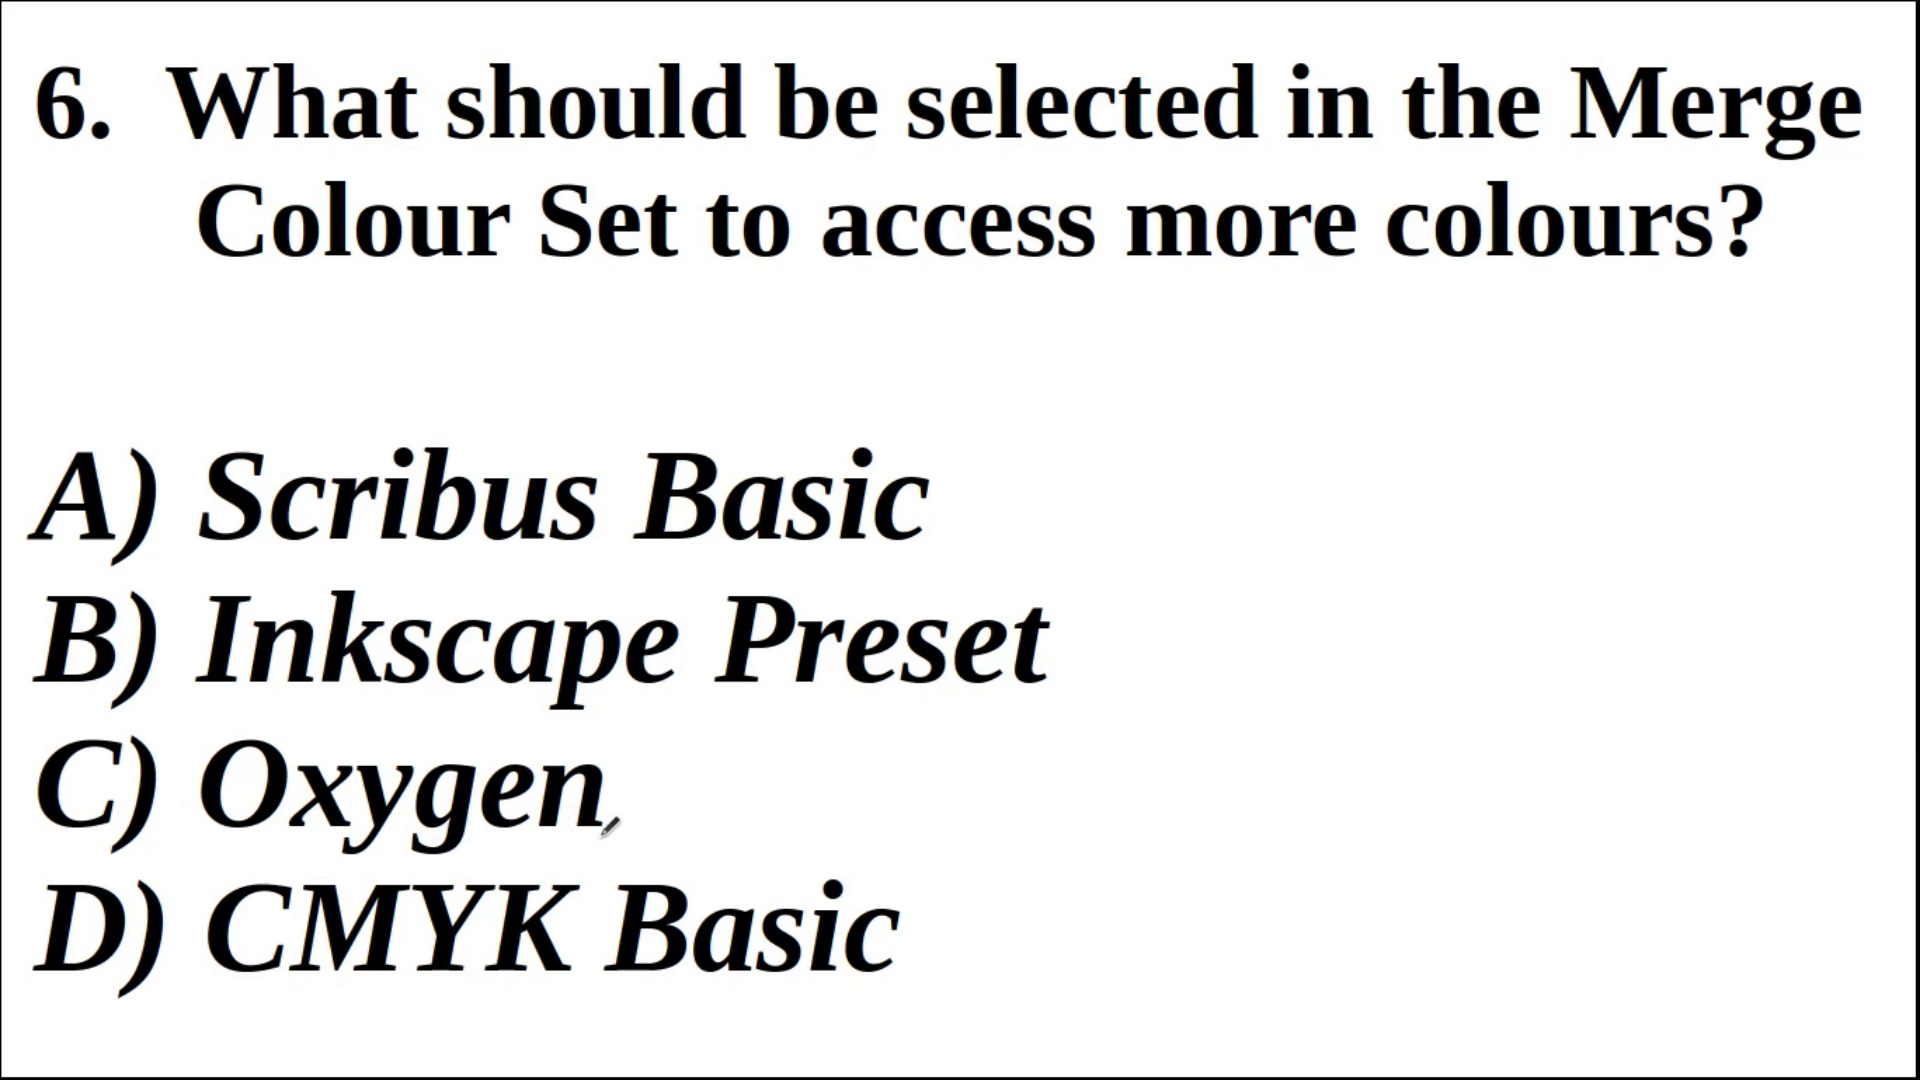 6. What should be selected in the Merge
Colour Set to access more colours?
A) Scribus Basic
B) Inkscape Preset
C) Oxygen
D) CMYK Basic